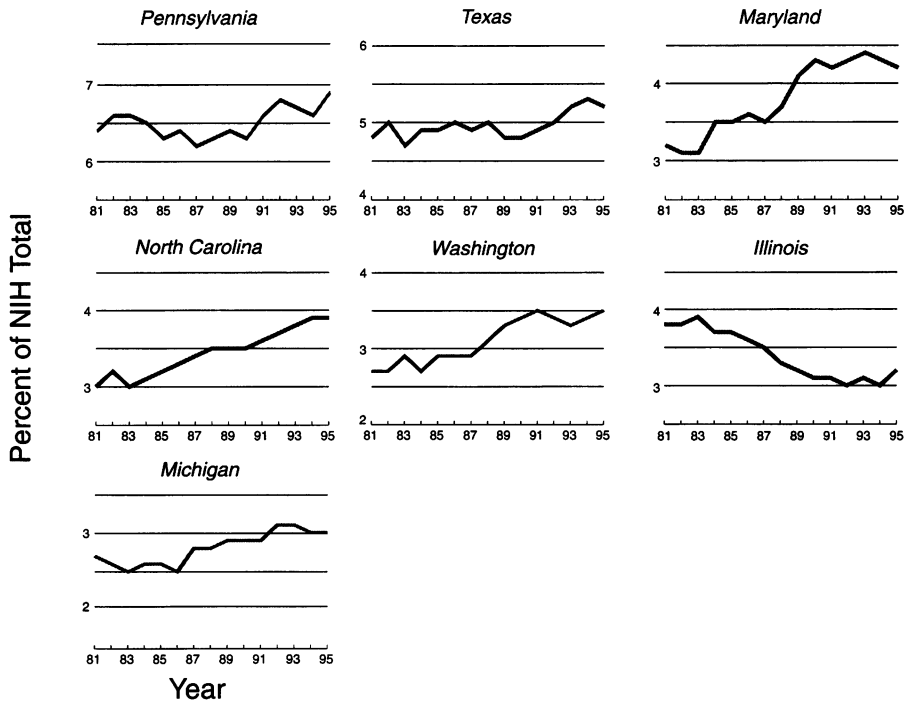 Pennsylvania
Texas
Maryland
7
6
6
5
4
4
3
81 83 85 87 89 91 93 95
81 83 85 87 89 91 93 95
81 83 85 87 89 91 93 95
North Carolina
Washington
Illinois
4
3
4
3
2
4
3
81 83 85 87 89 91 93 95
81 83 85 87 89 91 93 95
81 83 85 87 89 91 93 95
Michigan
3
2
81 83 85 87 89 91 93 95
Year
Percent of NIH Total